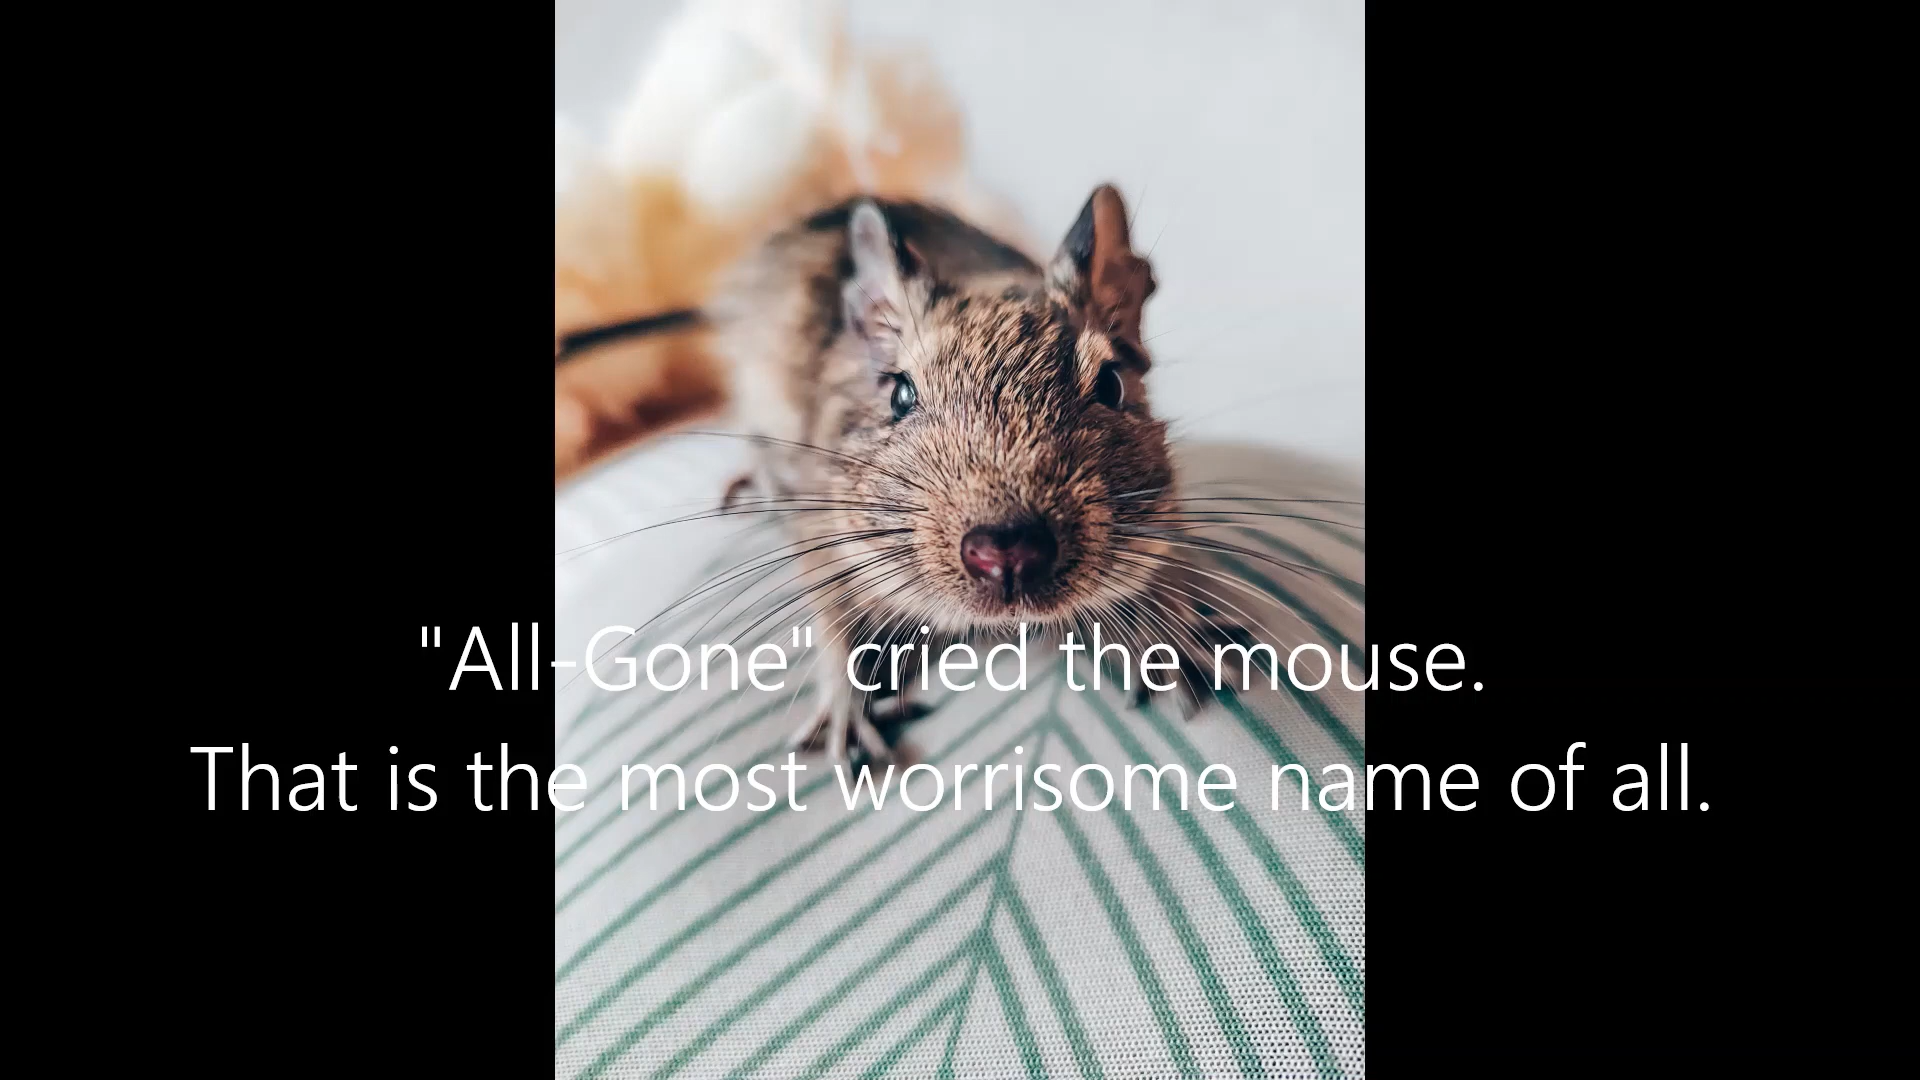 "All-Gone" cried the mouse.
That is the most worrisome name of all.